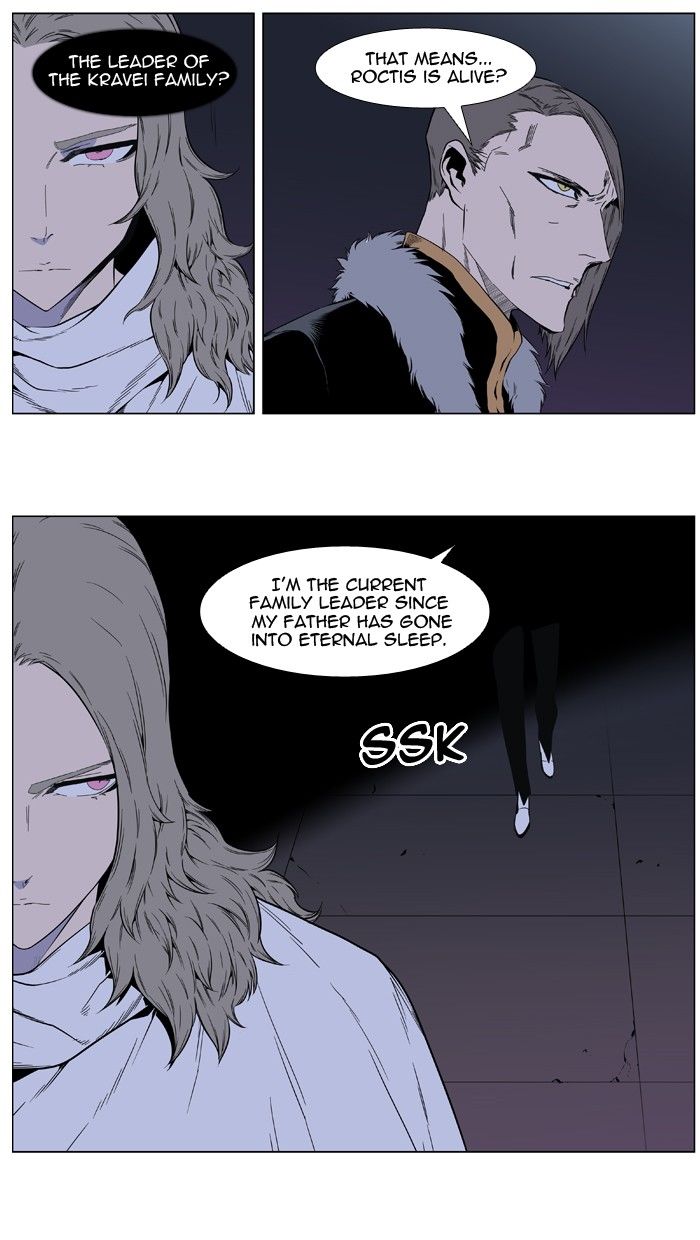 THE LEADER OF
THE KRAVEI FAMILY?
THAT MEANS...
ROCTIS IS ALIVE?
I'M THE CURRENT
FAMILY LEADER SINCE
MY FATHER HAS GONE
INTO ETERNAL SLEEP.
SSK